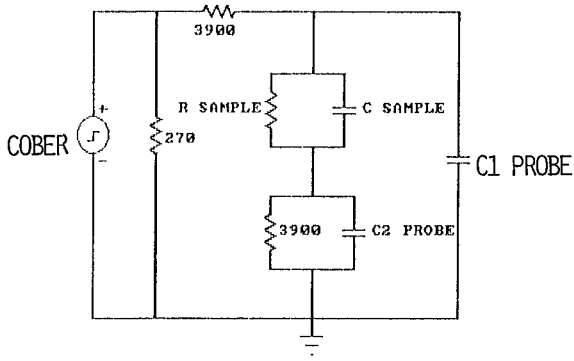 3900
R SAMPLE
C SAMPLE
+
270
COBER
-
C1 PROBE
3900
C2 PROBE